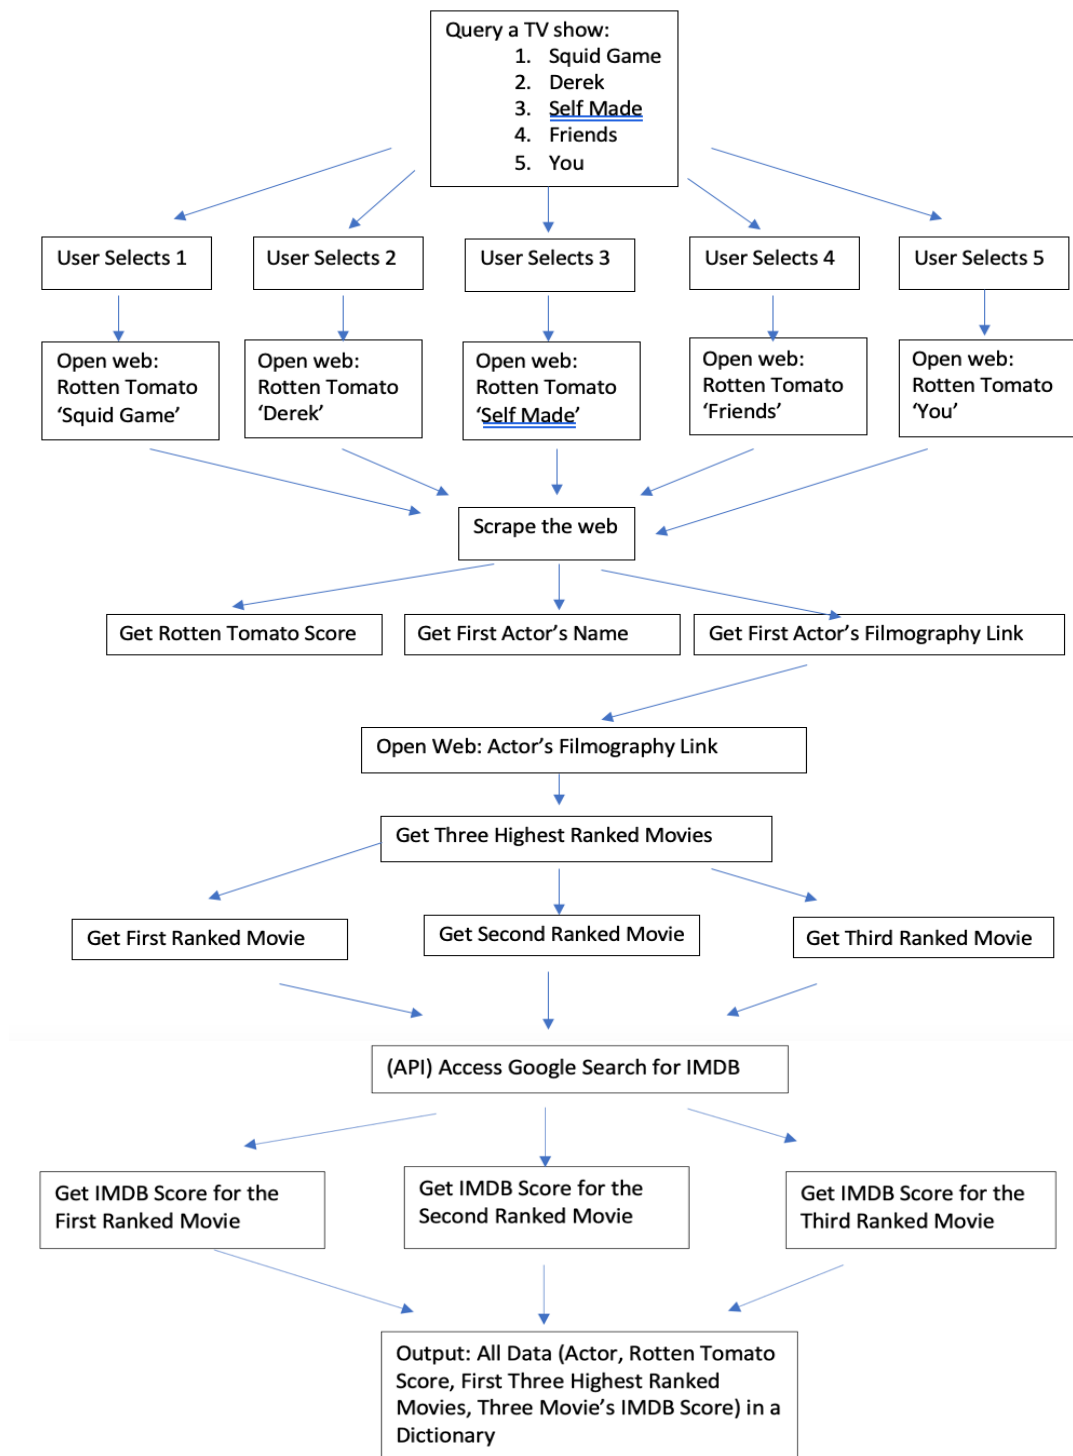 Query a TV show:
1. Squid Game
2. Derek
3. Self Made
4. Friends
5. You
User Selects 1
User Selects 2
User Selects 3
User Selects 4
User Selects 5
Open web:
Rotten Tomato
‘Squid Game’
Open web:
Rotten Tomato
‘Derek’
Open web:
Rotten Tomato
‘Self Made’
Open web:
Rotten Tomato
‘Friends’
Open web:
Rotten Tomato
‘You’
Scrape the web
Get Rotten Tomato Score
Get First Actor’s Name
Get First Actor’s Filmography Link
Open Web: Actor’s Filmography Link
Get Three Highest Ranked Movies
Get First Ranked Movie
Get Second Ranked Movie
Get Third Ranked Movie
(API) Access Google Search for IMDB
Get IMDB Score for the
First Ranked Movie
Get IMDB Score for the
Second Ranked Movie
Get IMDB Score for the
Third Ranked Movie
Output: All Data (Actor, Rotten Tomato
Score, First Three Highest Ranked
Movies, Three Movie’s IMDB Score) in a
Dictionary